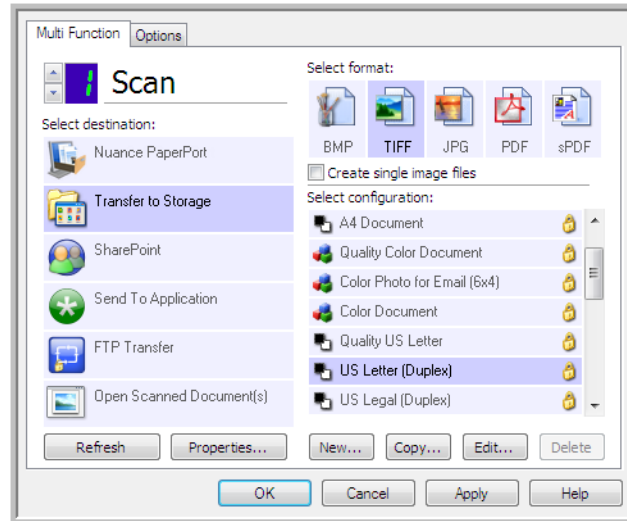 Multi Function
Options
1
Scan
Select destination:
Nuance PaperPort
Transfer to Storage
SharePoint
Send To Application
FTP Transfer
Open Scanned Document(s)
Refresh
Properties...
Select format:
BMP
TIFF
JPG
PDF
sPDF
Create single image files
Select configuration:
A4 Document
Quality Color Document
Color Photo for Email (6x4)
Color Document
Quality US Letter
US Letter (Duplex)
US Legal (Duplex)
New...
Copy...
Edit...
Delete
OK
Cancel
Apply
Help